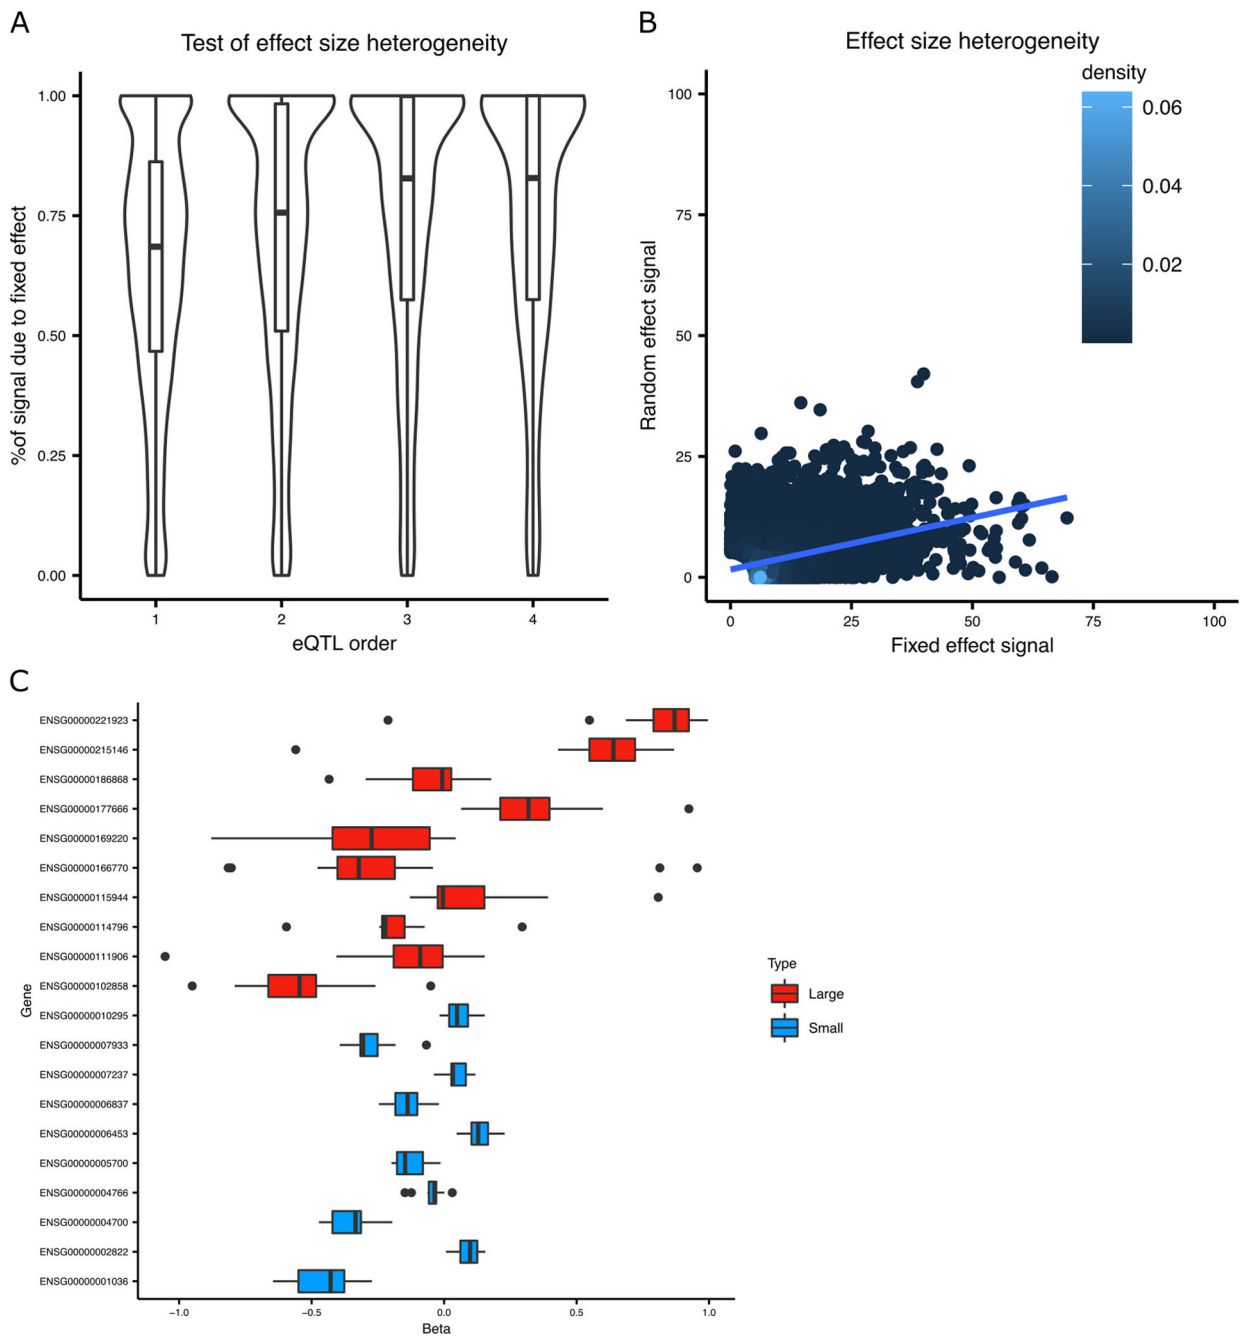 A
Test of effect size heterogeneity
%of signal due to fixed effect
1.00
0.75
0.50
0.25
0.00
1 2 3 4
eQTL order
B
Effect size heterogeneity
density
0.06
0.04
0.02
Random effect signal
100
75
50
25
0
0 25 50 75 100
Fixed effect signal
C
Gene
ENSG00000221923
ENSG00000215146
ENSG00000186868
ENSG00000177666
ENSG00000169220
ENSG00000166770
ENSG00000115944
ENSG00000114796
ENSG00000111906
ENSG00000102858
ENSG00000010295
ENSG00000007933
ENSG00000007237
ENSG00000006837
ENSG00000006453
ENSG00000005700
ENSG00000004766
ENSG00000004700
ENSG00000002822
ENSG00000001036
−1.0 −0.5 0.0 0.5 1.0
Beta
Type
Large
Small